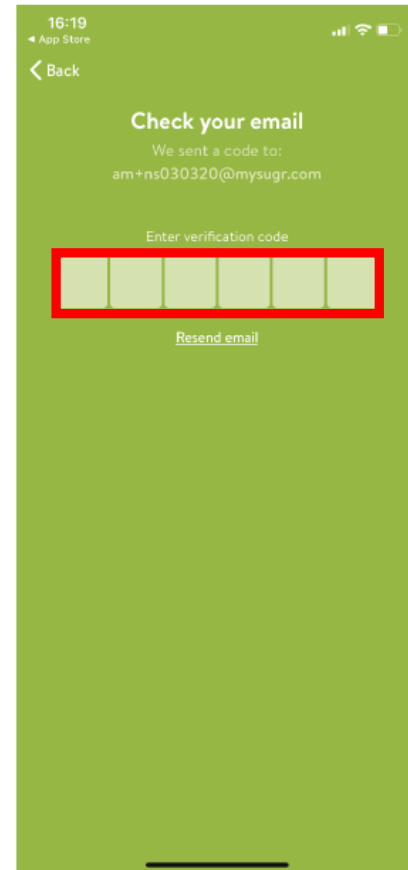 16:19
◀ App Store
Back
Check your email
We sent a code to:
am+ns030320@mysugr.com
Enter verification code
Resend email